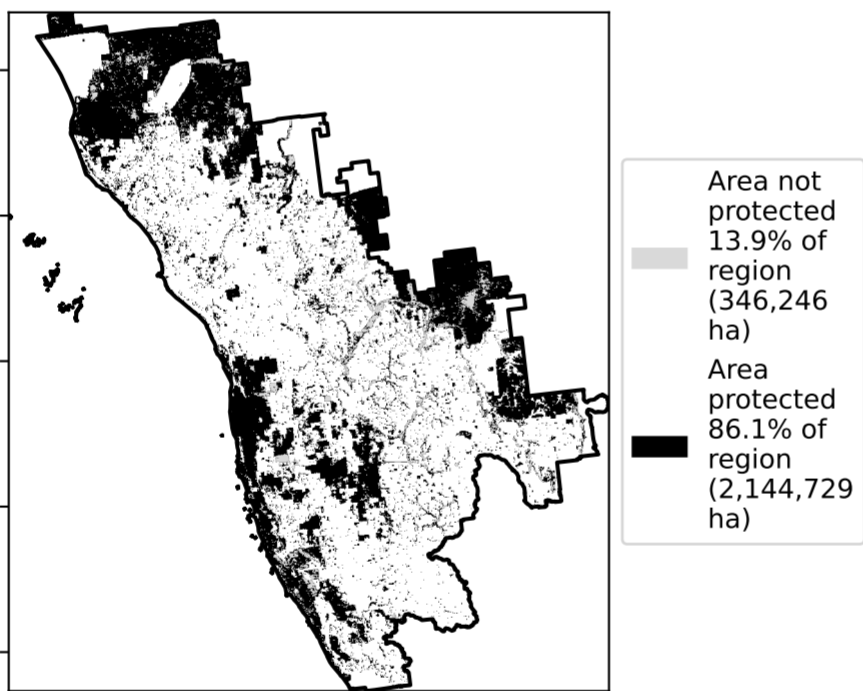 Area not
protected
13.9% of
region
(346,246
ha)
Area
protected
86.1% of
region
(2,144,729
ha)